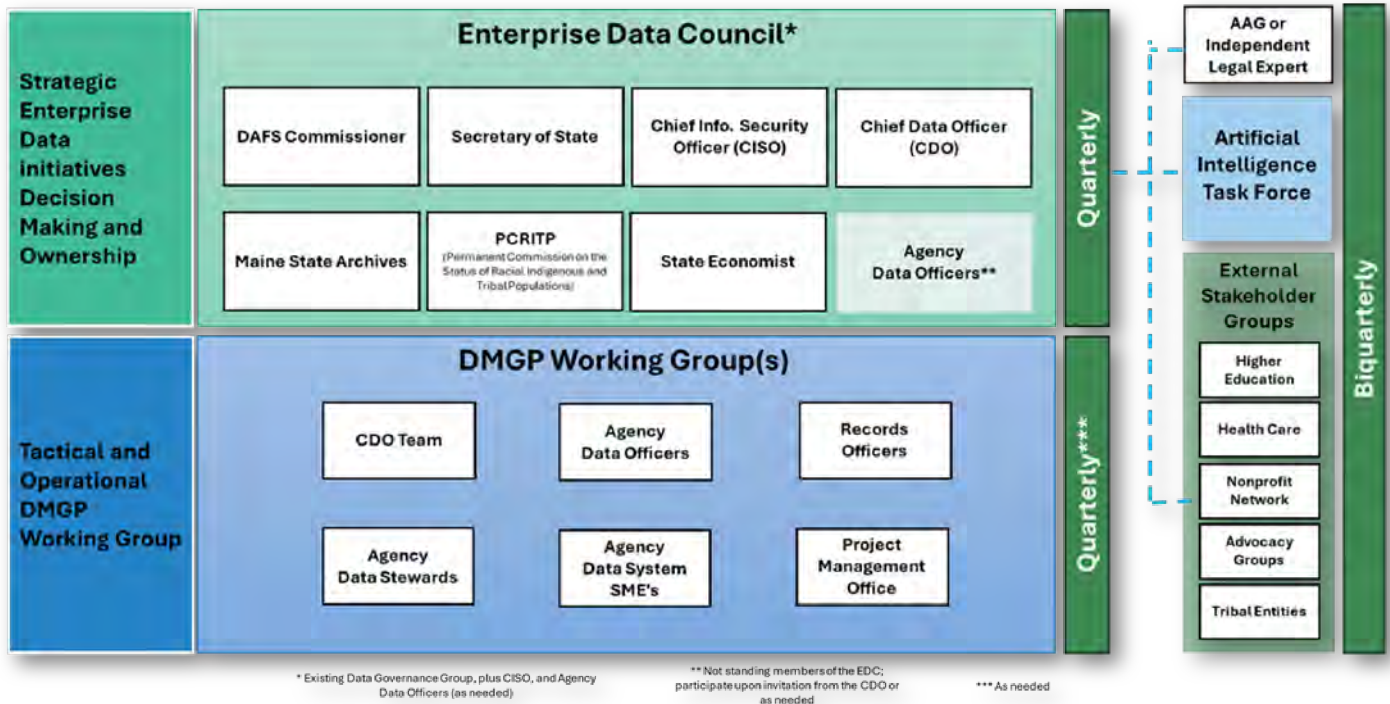 Strategic
Enterprise
Data
initiatives
Decision
Making and
Ownership
Enterprise Data Council*
DAFS Commissioner
Secretary of State
Chief Info. Security
Officer (CISO)
Chief Data Officer
(CDO)
Maine State Archives
PCRITP
(Permanent Commission on the
Status of Racial, Indigenous and
Tribal Populations)
State Economist
Agency
Data Officers**
Quarterly
Tactical and
Operational
DMGP
Working Group
DMGP Working Group(s)
CDO Team
Agency
Data Officers
Records
Officers
Agency
Data Stewards
Agency
Data System
SME's
Project
Management
Office
Quarterly***
AAG or
Independent
Legal Expert
Artificial
Intelligence
Task Force
External
Stakeholder
Groups
Higher
Education
Health Care
Nonprofit
Network
Advocacy
Groups
Tribal Entities
Biquarterly
* Existing Data Governance Group, plus CISO, and Agency
Data Officers (as needed)
** Not standing members of the EDC;
participate upon invitation from the CDO or
as needed
*** As needed